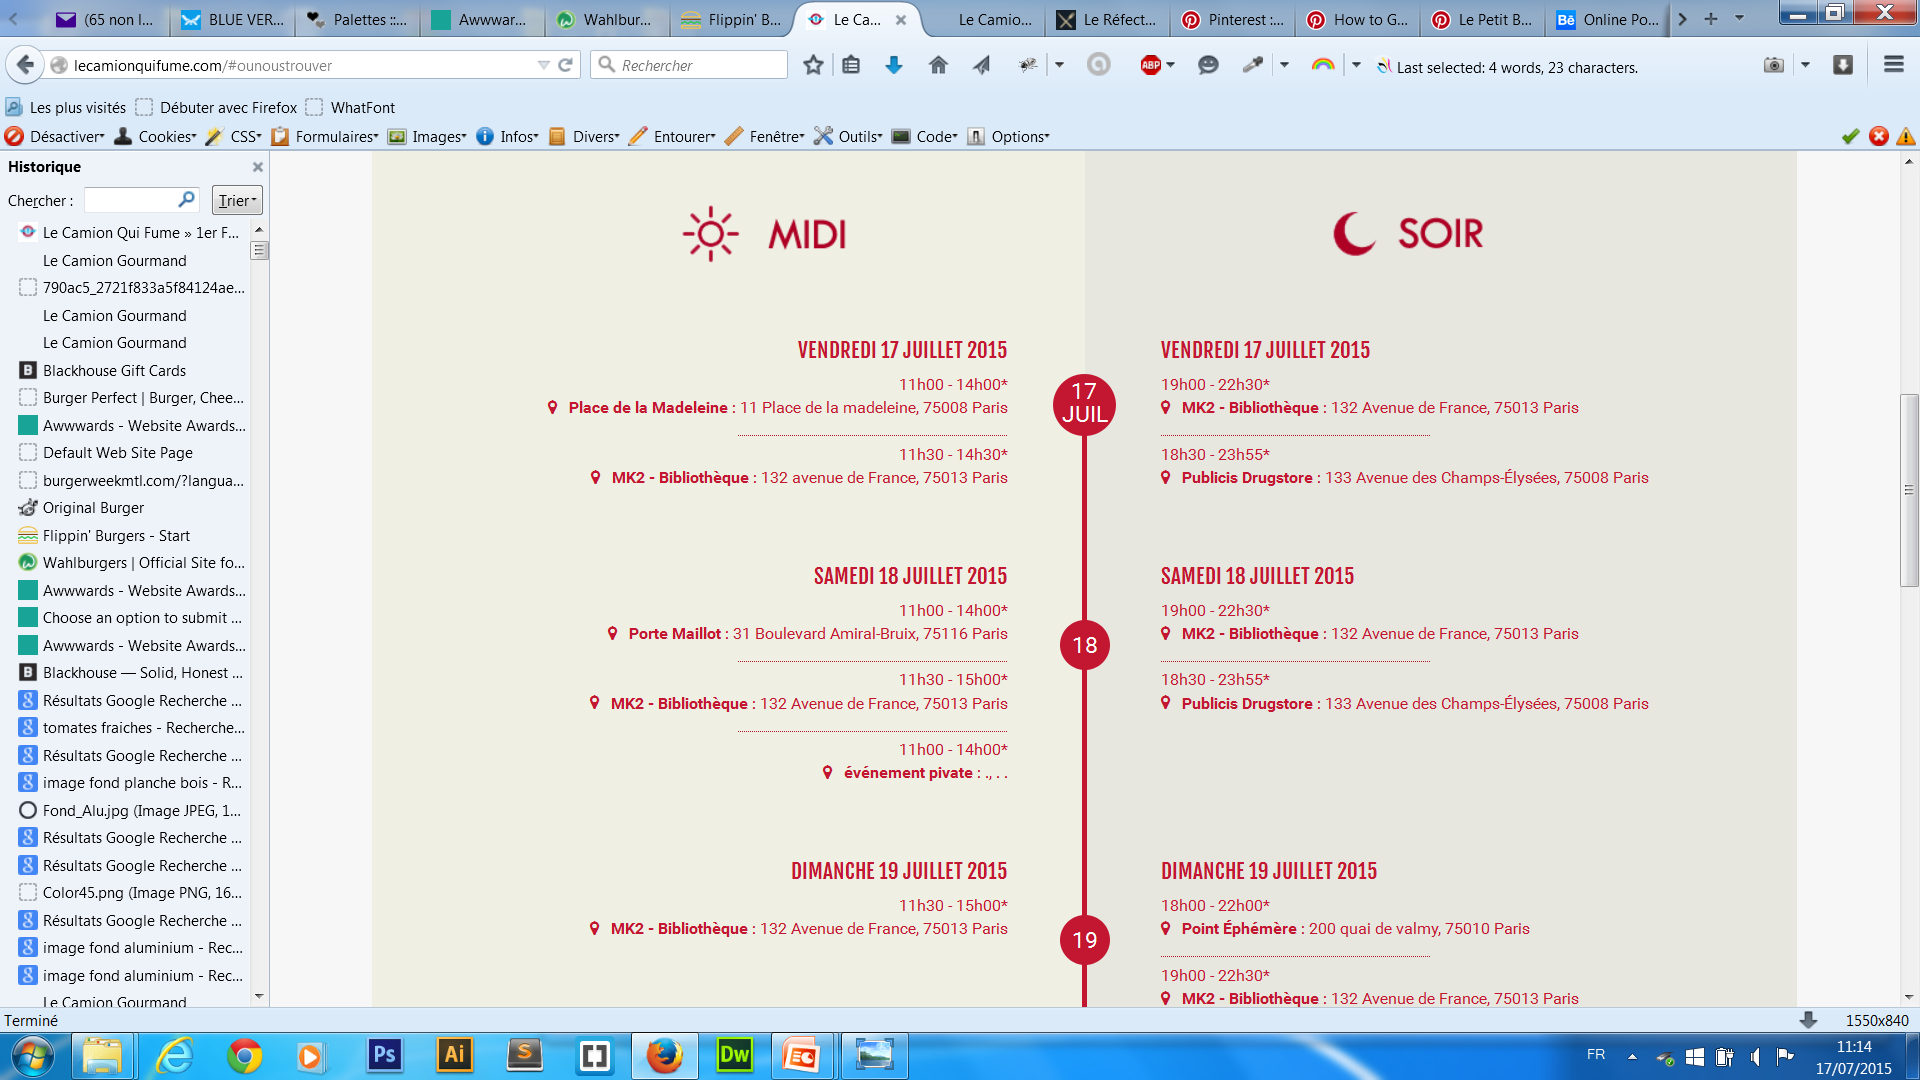 (65 non l...
BLUE VER...
Palettes ::...
Awwwar...
Wahlbur...
Flippin' B...
Le Ca...
Le Camio...
Le Réfect...
Pinterest :...
How to G...
Le Petit B...
Bē Online Po...
lecamionquifume.com/#ounoustrouver
Rechercher
ABP
Last selected: 4 words, 23 characters.
Les plus visités
Débuter avec Firefox
WhatFont
Désactiver
Cookies
CSS
Formulaires
Images
Infos
Divers
Entourer
Fenêtre
Outils
Code
Options
Historique
Chercher :
Trier
Le Camion Qui Fume » 1er F...
Le Camion Gourmand
790ac5_2721f833a5f84124ae...
Le Camion Gourmand
Le Camion Gourmand
B Blackhouse Gift Cards
Burger Perfect | Burger, Chee...
Awwwards - Website Awards...
Default Web Site Page
burgerweekmtl.com/?langua...
Original Burger
Flippin' Burgers - Start
Wahlburgers | Official Site fo...
Awwwards - Website Awards...
Choose an option to submit ...
Awwwards - Website Awards...
B Blackhouse — Solid, Honest ...
Résultats Google Recherche ...
tomates fraiches - Recherche...
Résultats Google Recherche ...
image fond planche bois - R...
Fond_Alu.jpg (Image JPEG, 1...
Résultats Google Recherche ...
Résultats Google Recherche ...
Color45.png (Image PNG, 16...
Résultats Google Recherche ...
image fond aluminium - Rec...
image fond aluminium - Rec...
Le Camion Gourmand
MIDI
VENDREDI 17 JUILLET 2015
11h00 - 14h00*
Place de la Madeleine : 11 Place de la madeleine, 75008 Paris
11h30 - 14h30*
MK2 - Bibliothèque : 132 avenue de France, 75013 Paris
SAMEDI 18 JUILLET 2015
11h00 - 14h00*
Porte Maillot : 31 Boulevard Amiral-Bruix, 75116 Paris
11h30 - 15h00*
MK2 - Bibliothèque : 132 Avenue de France, 75013 Paris
11h00 - 14h00*
événement pivate : ., . .
DIMANCHE 19 JUILLET 2015
11h30 - 15h00*
MK2 - Bibliothèque : 132 Avenue de France, 75013 Paris
17
JUIL
18
19
SOIR
VENDREDI 17 JUILLET 2015
19h00 - 22h30*
MK2 - Bibliothèque : 132 Avenue de France, 75013 Paris
18h30 - 23h55*
Publicis Drugstore : 133 Avenue des Champs-Élysées, 75008 Paris
SAMEDI 18 JUILLET 2015
19h00 - 22h30*
MK2 - Bibliothèque : 132 Avenue de France, 75013 Paris
18h30 - 23h55*
Publicis Drugstore : 133 Avenue des Champs-Élysées, 75008 Paris
DIMANCHE 19 JUILLET 2015
18h00 - 22h00*
Point Éphémère : 200 quai de valmy, 75010 Paris
19h00 - 22h30*
MK2 - Bibliothèque : 132 Avenue de France, 75013 Paris
Terminé
1550x840
Ps
Ai
S
Dw
FR
11:14
17/07/2015